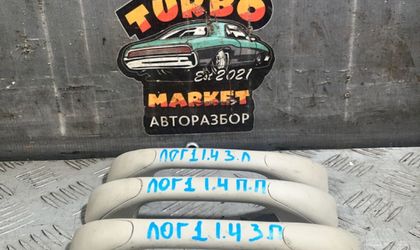 TURBO
Est 2021
MARKET
АВТОРАЗБОР
ЛОГ1 1.4 З.Л
ЛОГ1 1.4 П.П
ЛОГ1 1.4 З.П